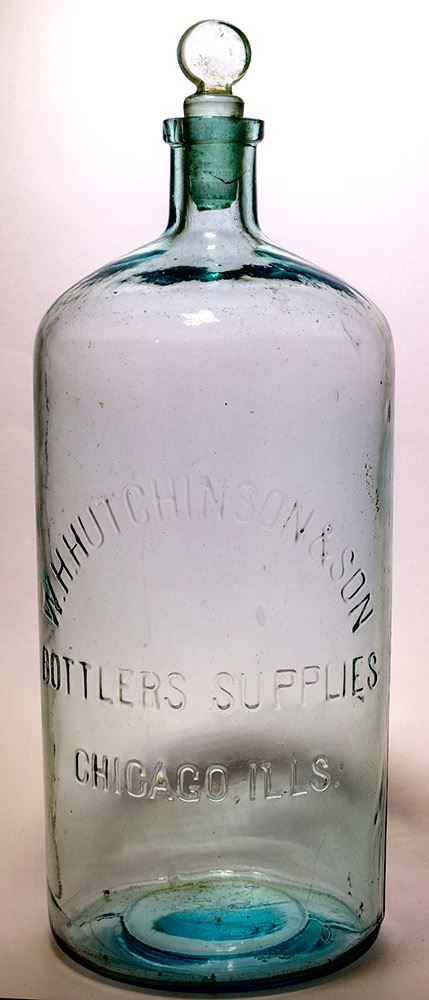 W.H.HUTCHINSON & SON
BOTTLERS SUPPLIES
CHICAGO, ILLS.